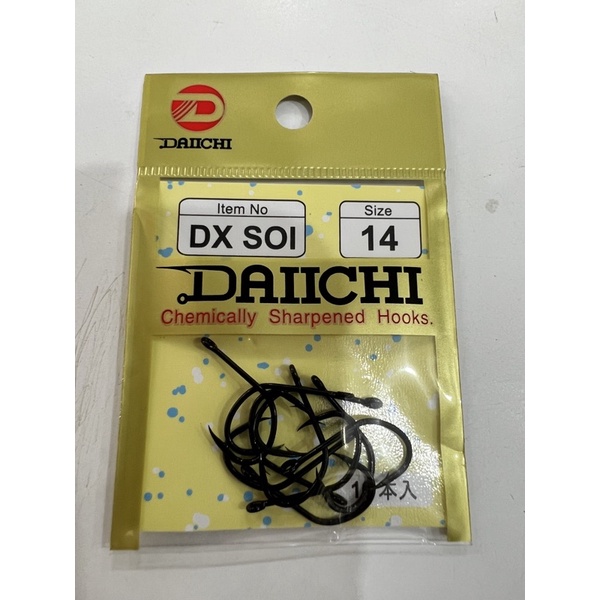 DAIICHI
Item No
DX SOI
Size
14
DAIICHI
Chemically Sharpened Hooks.
本入